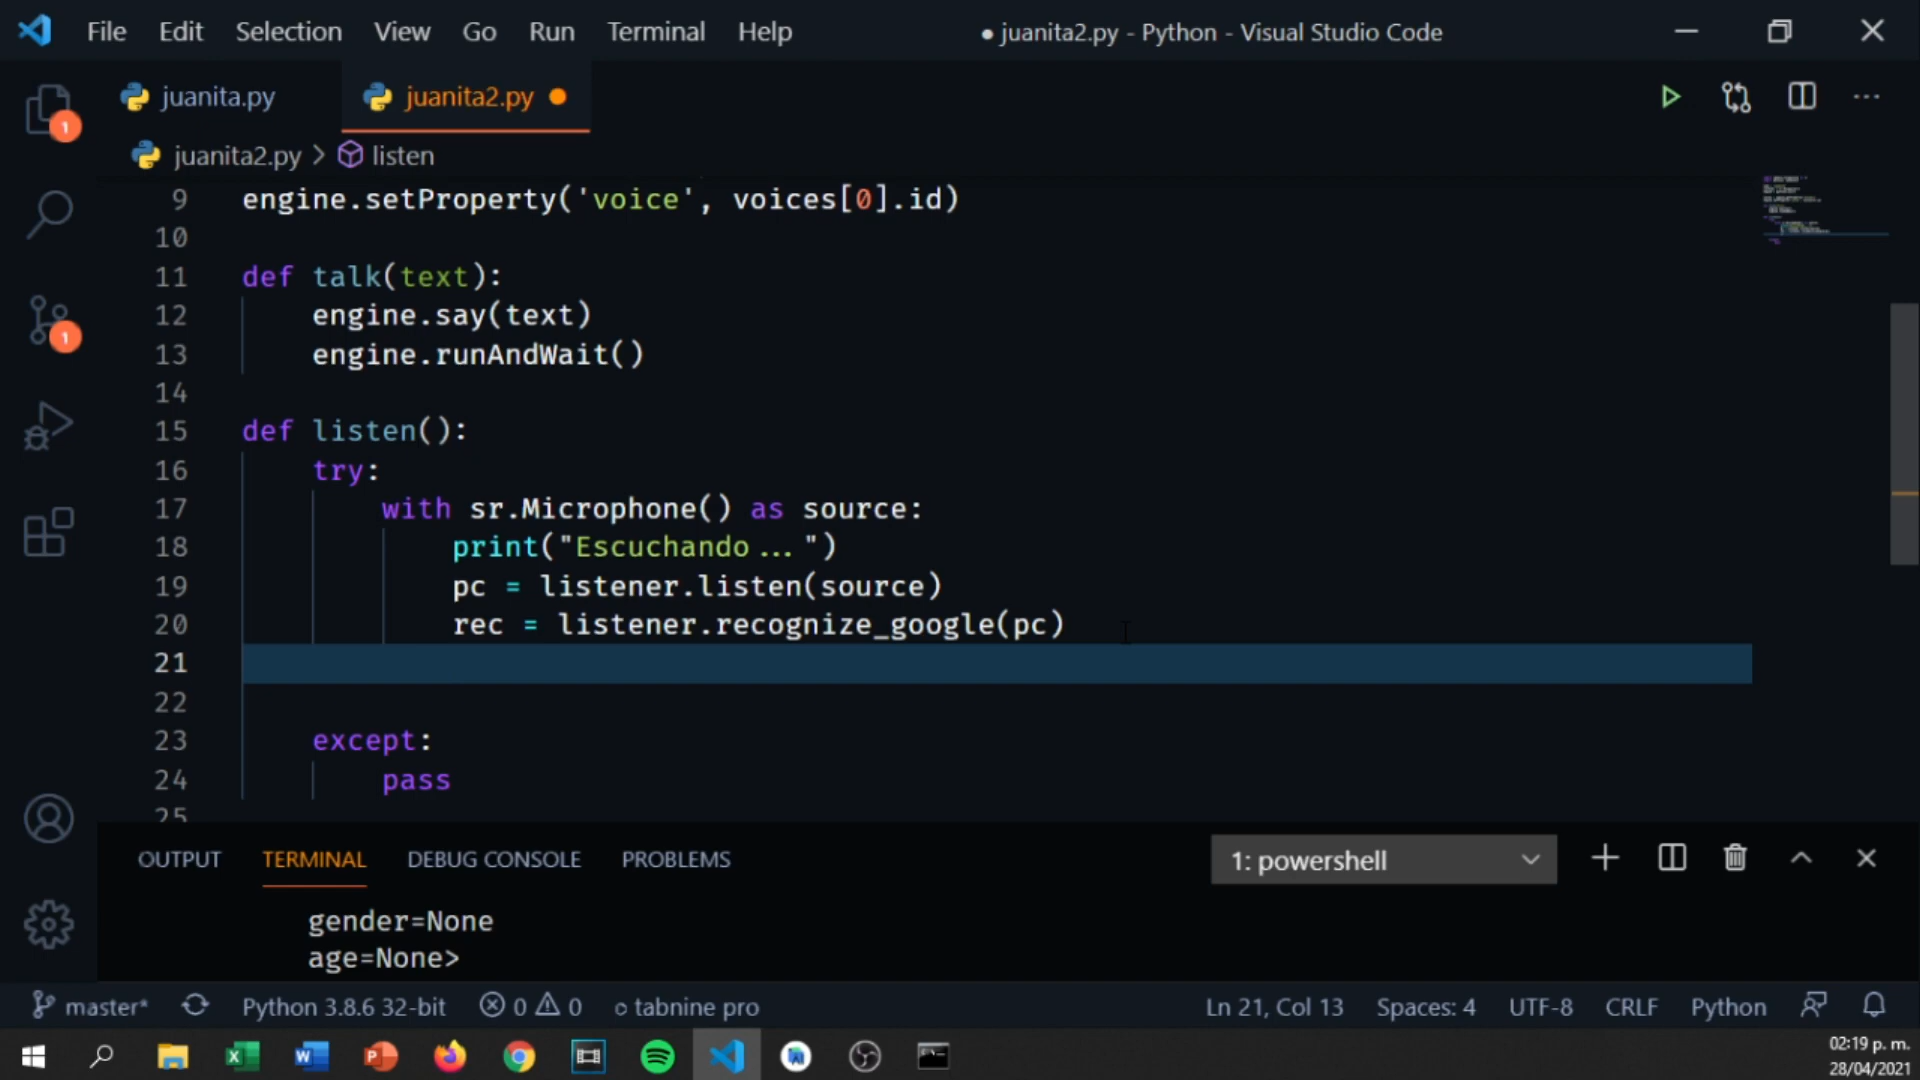 File Edit Selection View Go Run Terminal Help ● juanita2.py - Python - Visual Studio Code
juanita.py juanita2.py
juanita2.py > listen
9 engine.setProperty('voice', voices[0].id)
10
11 def talk(text):
12 engine.say(text)
13 engine.runAndWait()
14
15 def listen():
16 try:
17 with sr.Microphone() as source:
18 print("Escuchando...")
19 pc = listener.listen(source)
20 rec = listener.recognize_google(pc)
21
22
23 except:
24 pass
25
OUTPUT TERMINAL DEBUG CONSOLE PROBLEMS 1: powershell
gender=None
age=None>
master* Python 3.8.6 32-bit 0 0 tabnine pro Ln 21, Col 13 Spaces: 4 UTF-8 CRLF Python
02:19 p. m.
28/04/2021
1
1